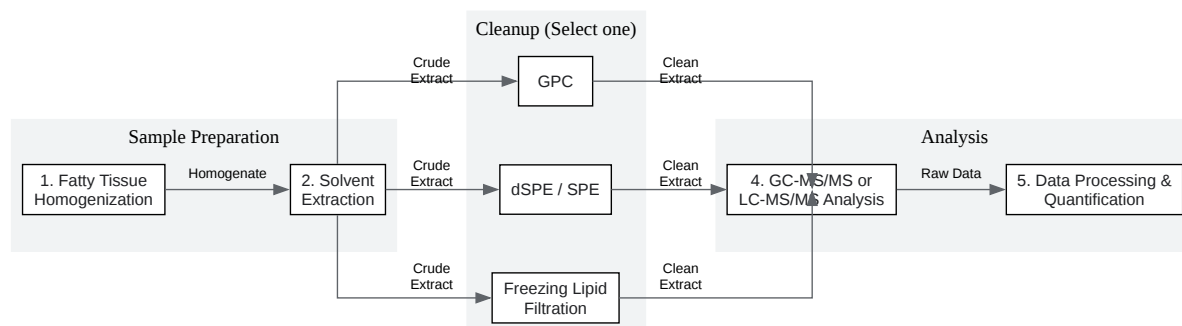 Cleanup (Select one)
Crude
Extract
GPC
Clean
Extract
Sample Preparation
Analysis
1. Fatty Tissue
Homogenization
Homogenate
2. Solvent
Extraction
Crude
Extract
dSPE / SPE
Clean
Extract
4. GC-MS/MS or
LC-MS/MS Analysis
Raw Data
5. Data Processing &
Quantification
Crude
Extract
Freezing Lipid
Filtration
Clean
Extract